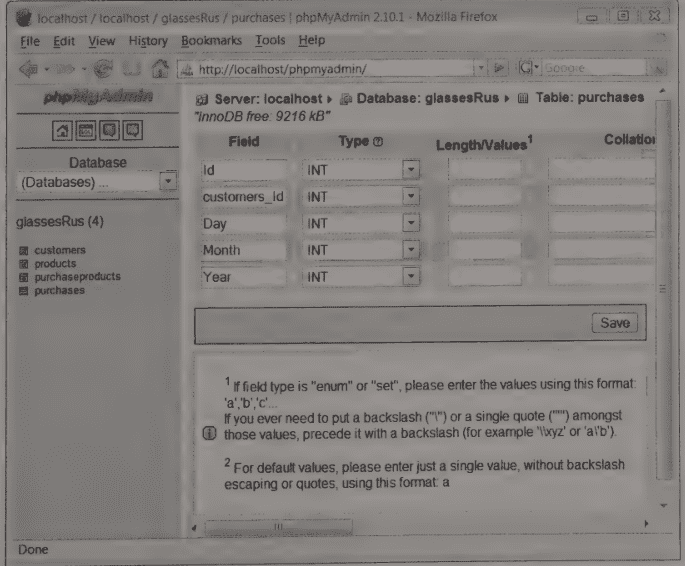 localhost / localhost / glassesRus / purchases | phpMyAdmin 2.10.1 - Mozilla Firefox
File Edit View History Bookmarks Tools Help
http://localhost/phpmyadmin/
Google
phpMyAdmin
Server: localhost ▸ Database: glassesRus ▸ Table: purchases
"InnoDB free: 9216 kB"
Database
(Databases) ...
glassesRus (4)
customers
products
purchaseproducts
purchases
Field Type Length/Values1 Collation
id INT
customers_id INT
Day INT
Month INT
Year INT
Save
1 If field type is "enum" or "set", please enter the values using this format:
'a','b','c'...
If you ever need to put a backslash ("\") or a single quote ("'") amongst
those values, precede it with a backslash (for example '\\xyz' or 'a\'b').
2 For default values, please enter just a single value, without backslash
escaping or quotes, using this format: a
Done